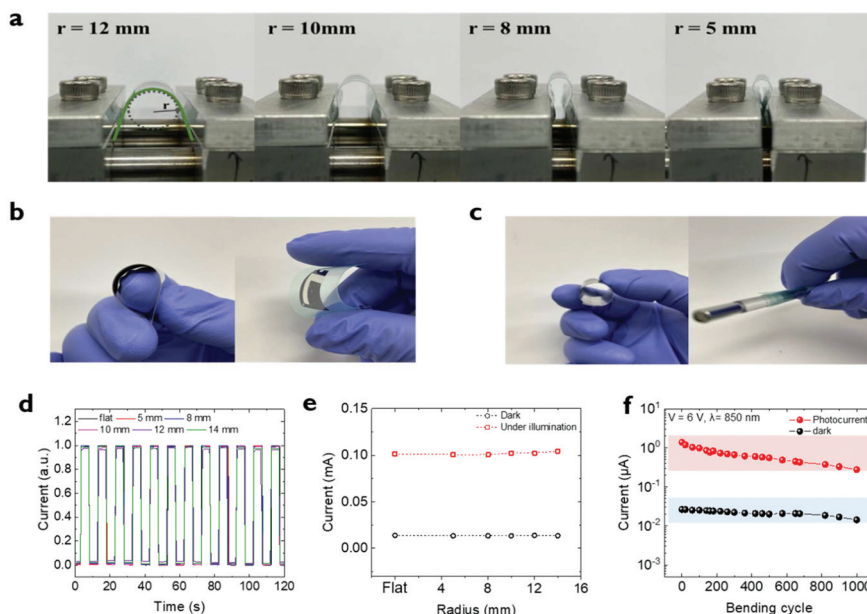 a
r = 12 mm
r = 10mm
r = 8 mm
r = 5 mm
r
b
c
d
flat 5 mm 8 mm
10 mm 12 mm 14 mm
Current (a.u.)
1.2
1.0
0.8
0.6
0.4
0.2
0.0
0 20 40 60 80 100 120
Time (s)
e
Dark
Under illumination
Current (mA)
0.15
0.10
0.05
0.00
Flat 4 8 12 16
Radius (mm)
f
V = 6 V, λ= 850 nm
Photocurrent
dark
Current (μA)
10¹
10⁰
10⁻¹
10⁻²
10⁻³
0 200 400 600 800 1000
Bending cycle